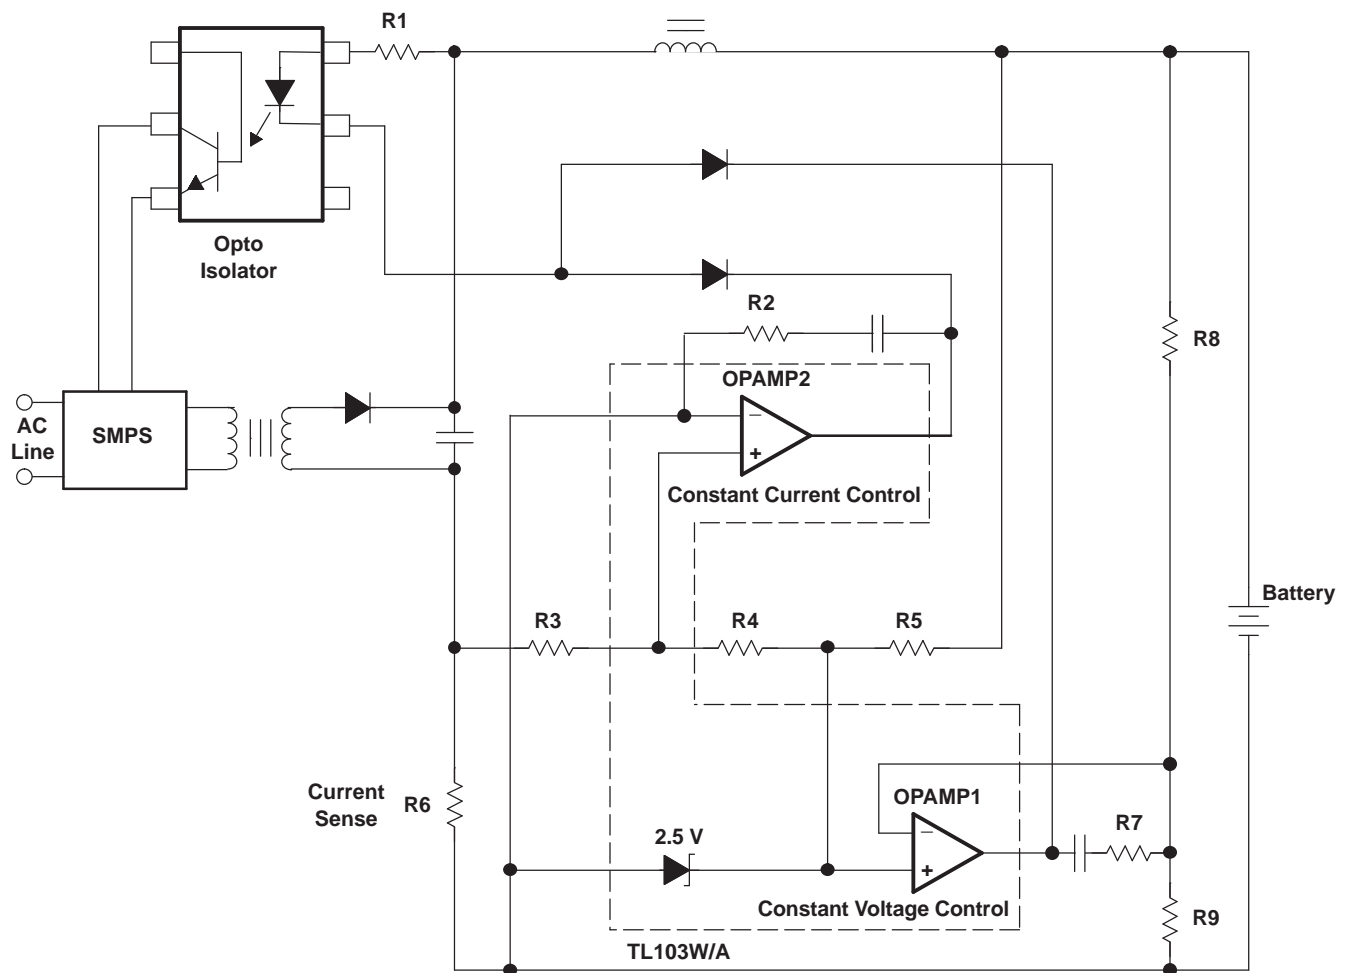 R1
Opto
Isolator
R2
R8
OPAMP2
AC
Line
SMPS
−
+
Constant Current Control
Battery
R3
R4
R5
Current
Sense
R6
OPAMP1
R7
2.5 V
−
+
Constant Voltage Control
R9
TL103W/A